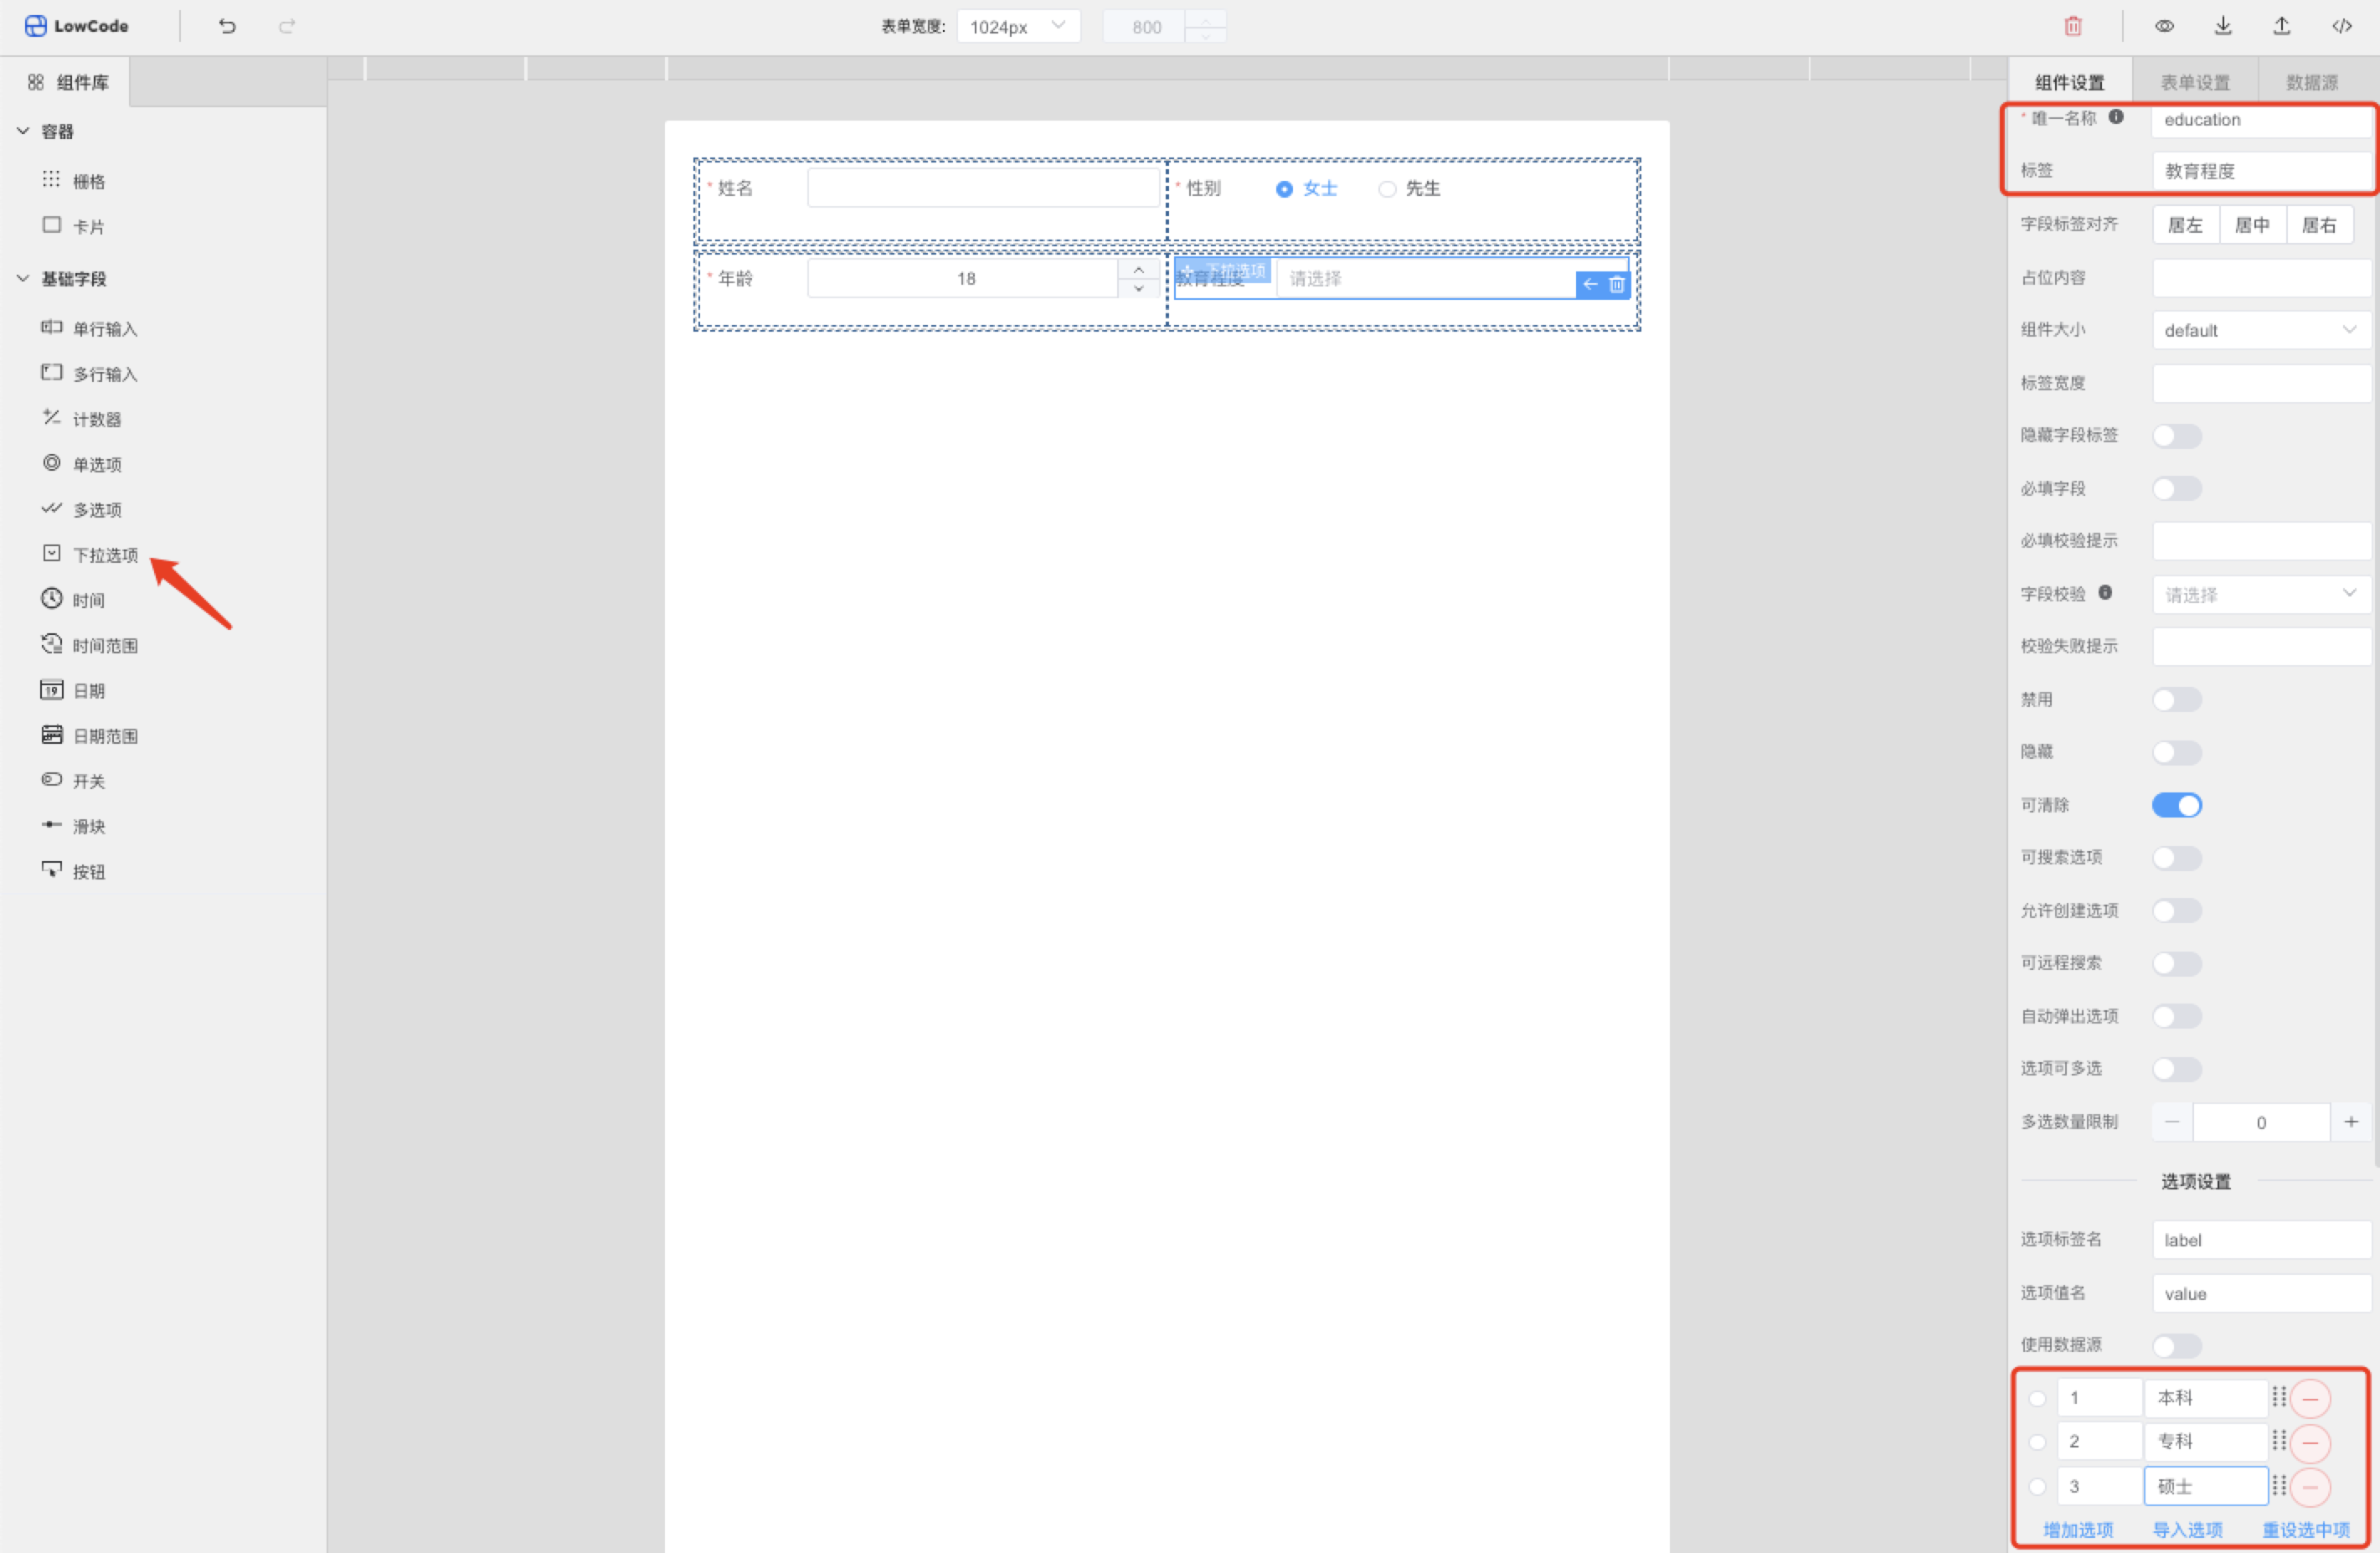 LowCode
表单宽度: 1024px 800
组件库
容器
栅格
卡片
基础字段
单行输入
多行输入
计数器
单选项
多选项
下拉选项
时间
时间范围
19 日期
日期范围
开关
滑块
按钮
* 姓名
* 性别 女士 先生
* 年龄 18
下拉选项
教育程度 请选择
组件设置 表单设置 数据源
* 唯一名称 education
标签 教育程度
字段标签对齐 居左 居中 居右
占位内容
组件大小 default
标签宽度
隐藏字段标签
必填字段
必填校验提示
字段校验 请选择
校验失败提示
禁用
隐藏
可清除
可搜索选项
允许创建选项
可远程搜索
自动弹出选项
选项可多选
多选数量限制 0
选项设置
选项标签名 label
选项值名 value
使用数据源
1 本科
2 专科
3 硕士
增加选项 导入选项 重设选中项